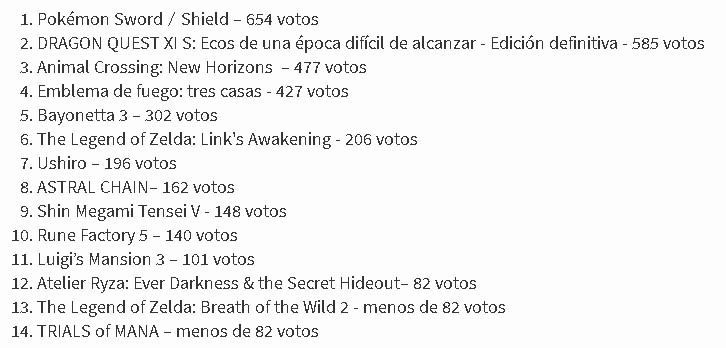 1. Pokémon Sword / Shield – 654 votos
2. DRAGON QUEST XI S: Ecos de una época difícil de alcanzar - Edición definitiva - 585 votos
3. Animal Crossing: New Horizons – 477 votos
4. Emblema de fuego: tres casas - 427 votos
5. Bayonetta 3 – 302 votos
6. The Legend of Zelda: Link's Awakening - 206 votos
7. Ushiro – 196 votos
8. ASTRAL CHAIN– 162 votos
9. Shin Megami Tensei V - 148 votos
10. Rune Factory 5 – 140 votos
11. Luigi’s Mansion 3 – 101 votos
12. Atelier Ryza: Ever Darkness & the Secret Hideout– 82 votos
13. The Legend of Zelda: Breath of the Wild 2 - menos de 82 votos
14. TRIALS of MANA – menos de 82 votos